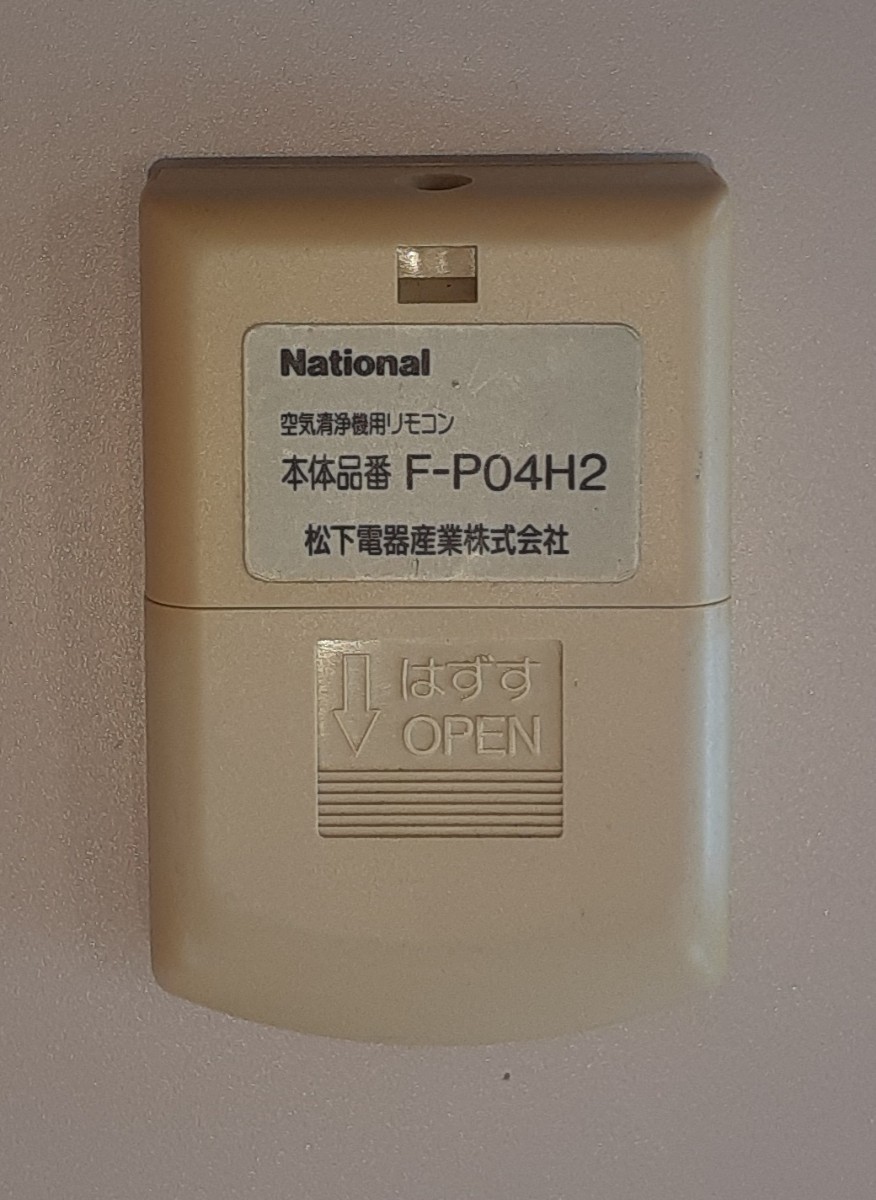 National
空気清浄機用リモコン
本体品番 F-P04H2
松下電器産業株式会社
はずす
OPEN